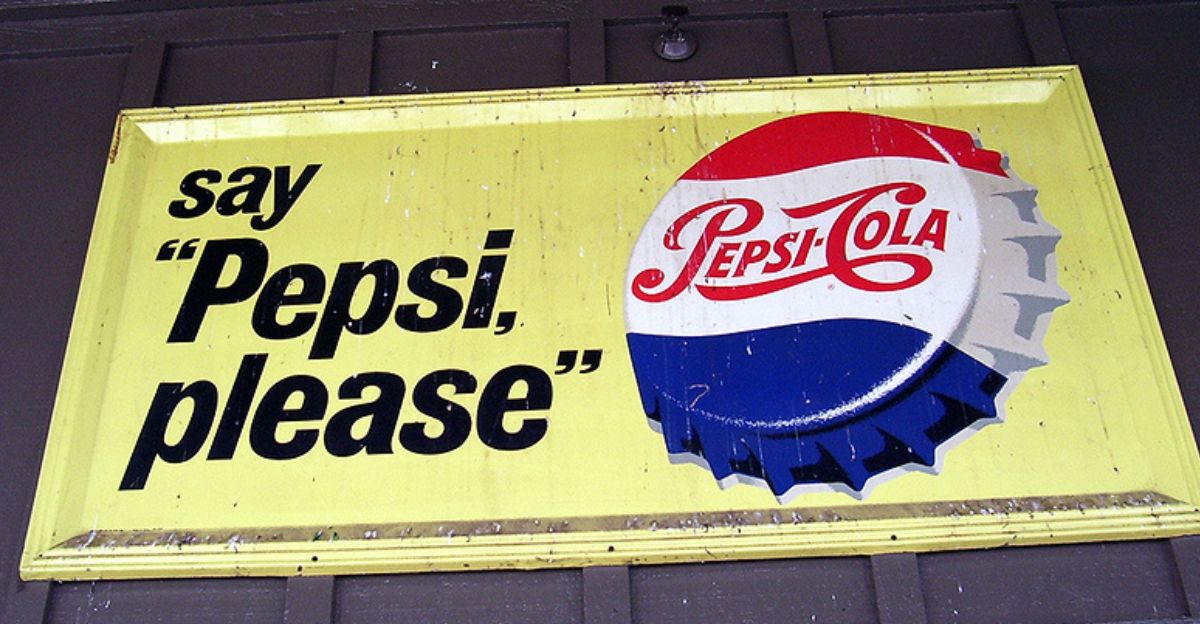 say
“Pepsi,
please”
PEPSI-COLA
®